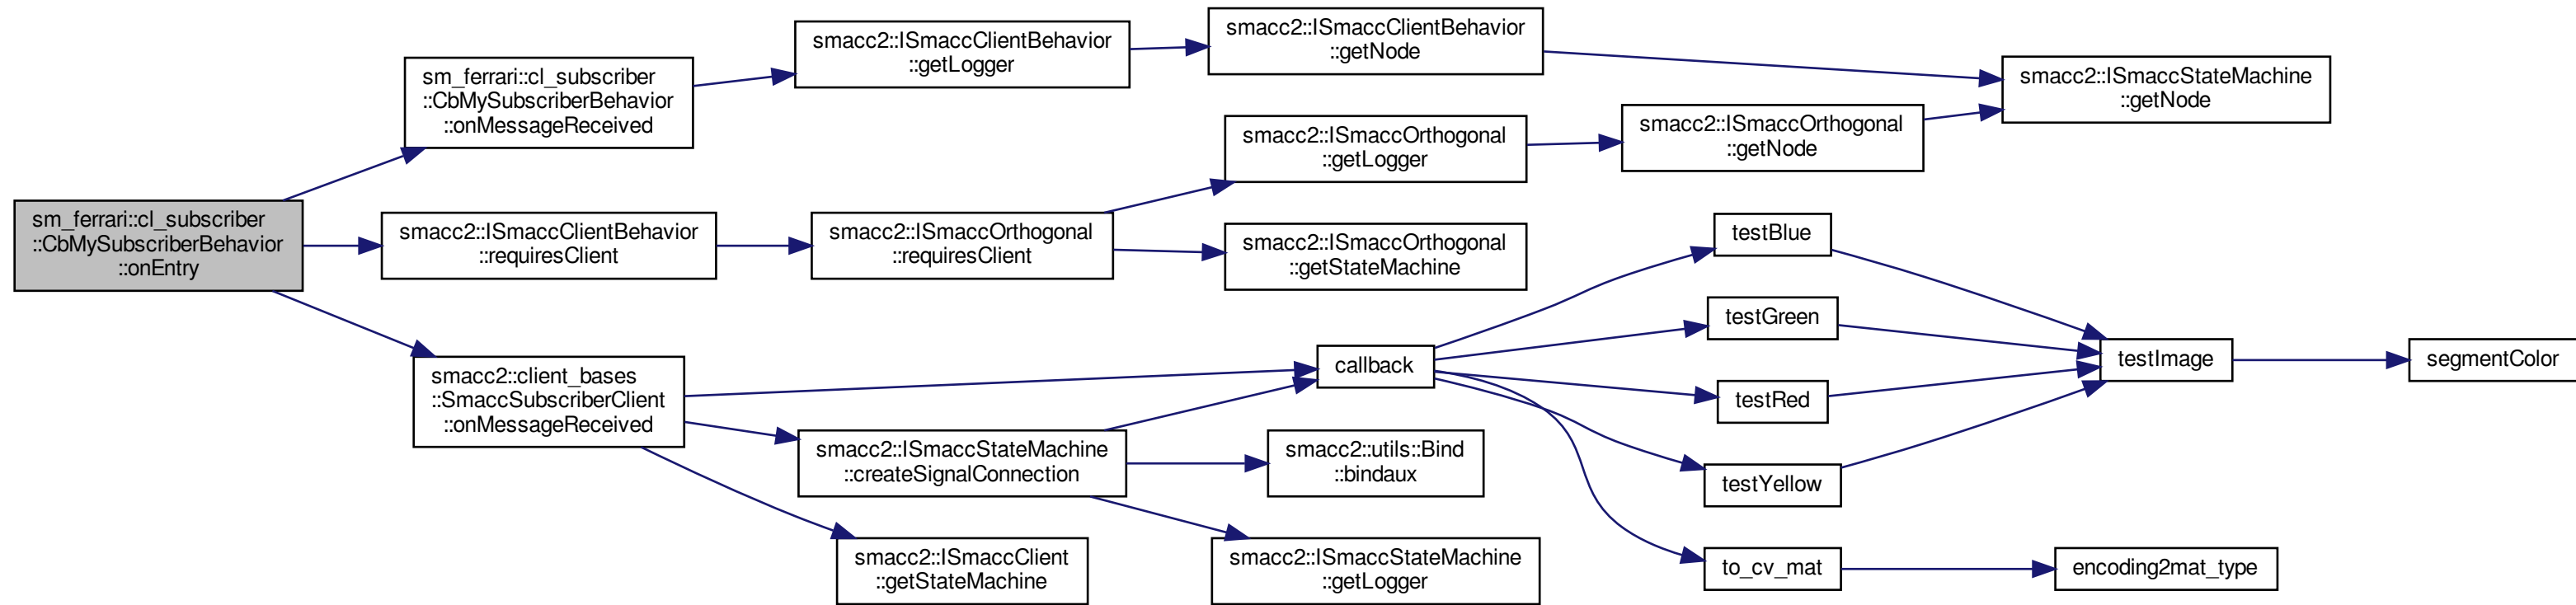 sm_ferrari::cl_subscriber
::CbMySubscriberBehavior
::onEntry
sm_ferrari::cl_subscriber
::CbMySubscriberBehavior
::onMessageReceived
smacc2::ISmaccClientBehavior
::getLogger
smacc2::ISmaccClientBehavior
::getNode
smacc2::ISmaccStateMachine
::getNode
smacc2::ISmaccClientBehavior
::requiresClient
smacc2::ISmaccOrthogonal
::requiresClient
smacc2::ISmaccOrthogonal
::getLogger
smacc2::ISmaccOrthogonal
::getNode
smacc2::ISmaccOrthogonal
::getStateMachine
smacc2::client_bases
::SmaccSubscriberClient
::onMessageReceived
callback
testBlue
testGreen
testRed
testYellow
testImage
segmentColor
to_cv_mat
encoding2mat_type
smacc2::ISmaccStateMachine
::createSignalConnection
smacc2::utils::Bind
::bindaux
smacc2::ISmaccStateMachine
::getLogger
smacc2::ISmaccClient
::getStateMachine